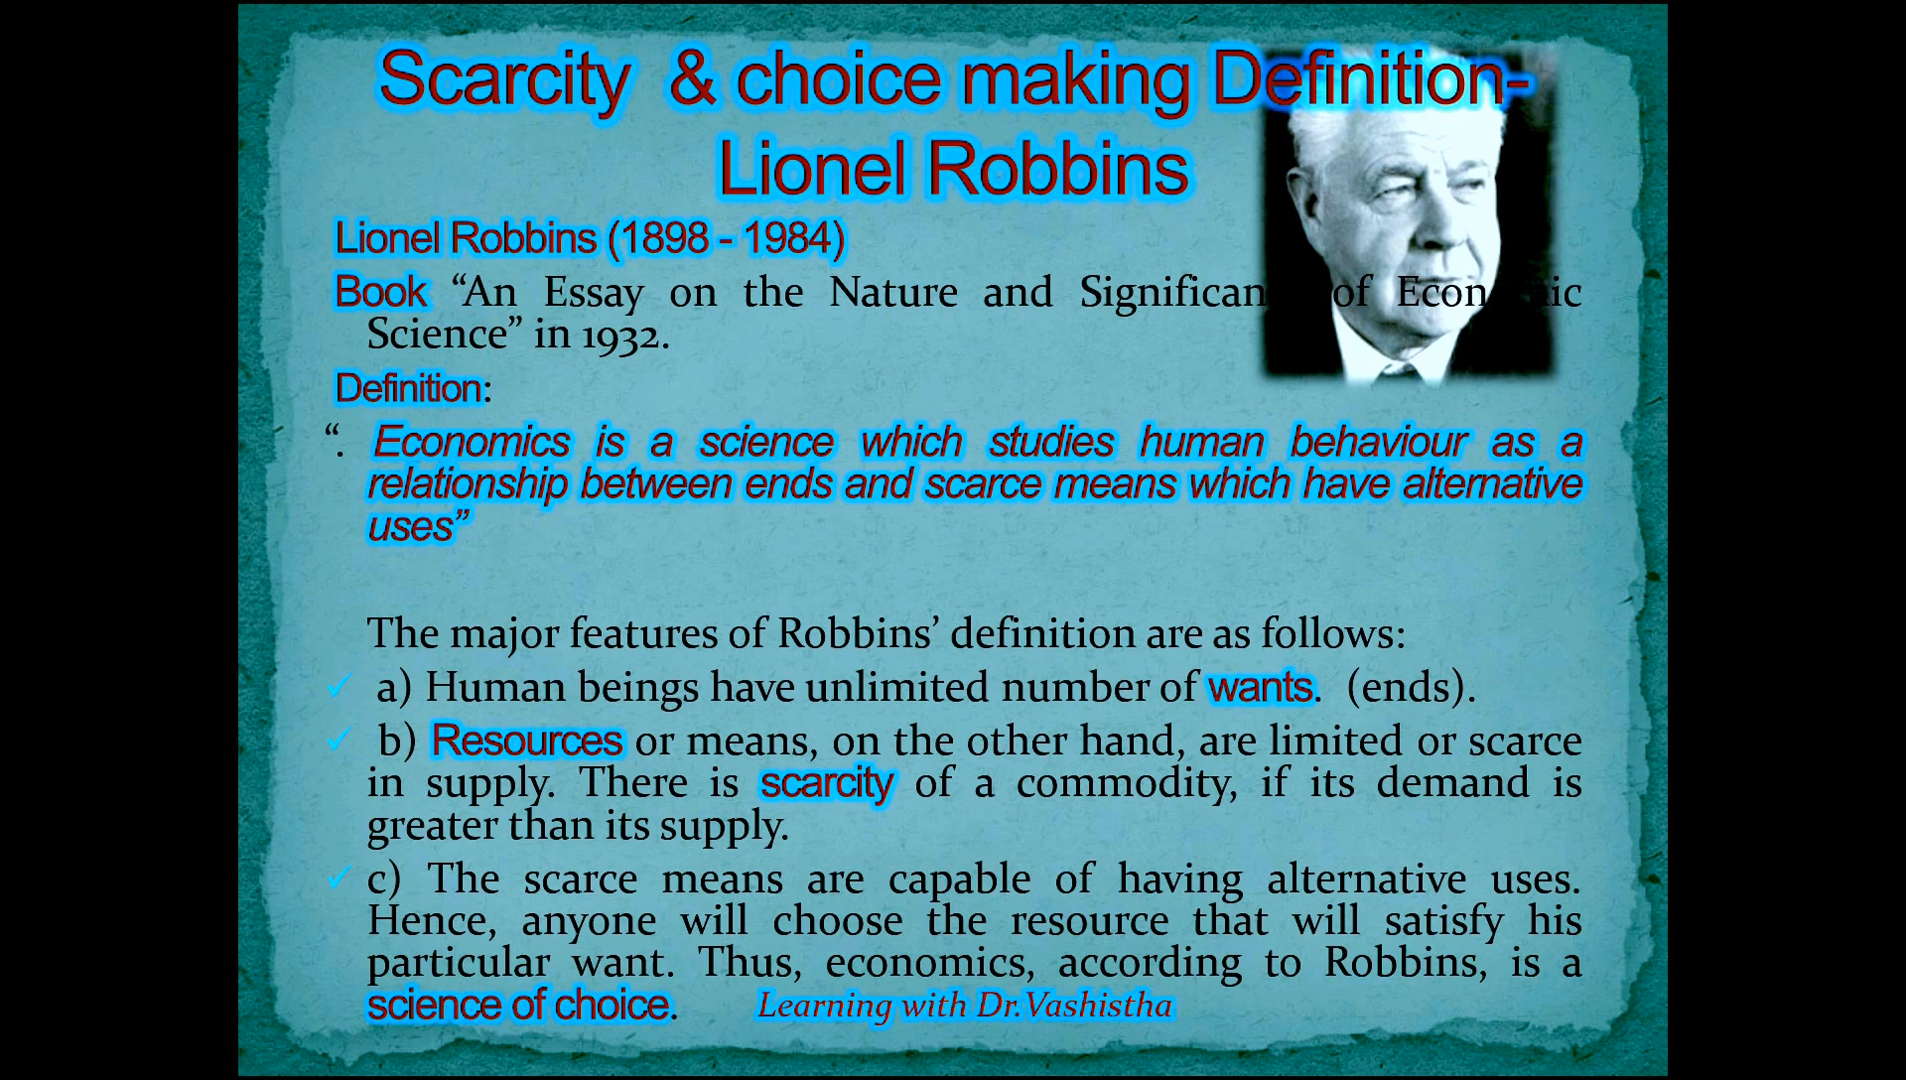 Scarcity & choice making Definition-
Lionel Robbins
Lionel Robbins (1898 - 1984)
Book “An Essay on the Nature and Significance of Economic
Science” in 1932.
Definition:
“. Economics is a science which studies human behaviour as a
relationship between ends and scarce means which have alternative
uses”
The major features of Robbins’ definition are as follows:
✓ a) Human beings have unlimited number of wants. (ends).
✓ b) Resources or means, on the other hand, are limited or scarce
in supply. There is scarcity of a commodity, if its demand is
greater than its supply.
✓ c) The scarce means are capable of having alternative uses.
Hence, anyone will choose the resource that will satisfy his
particular want. Thus, economics, according to Robbins, is a
science of choice. Learning with Dr.Vashistha